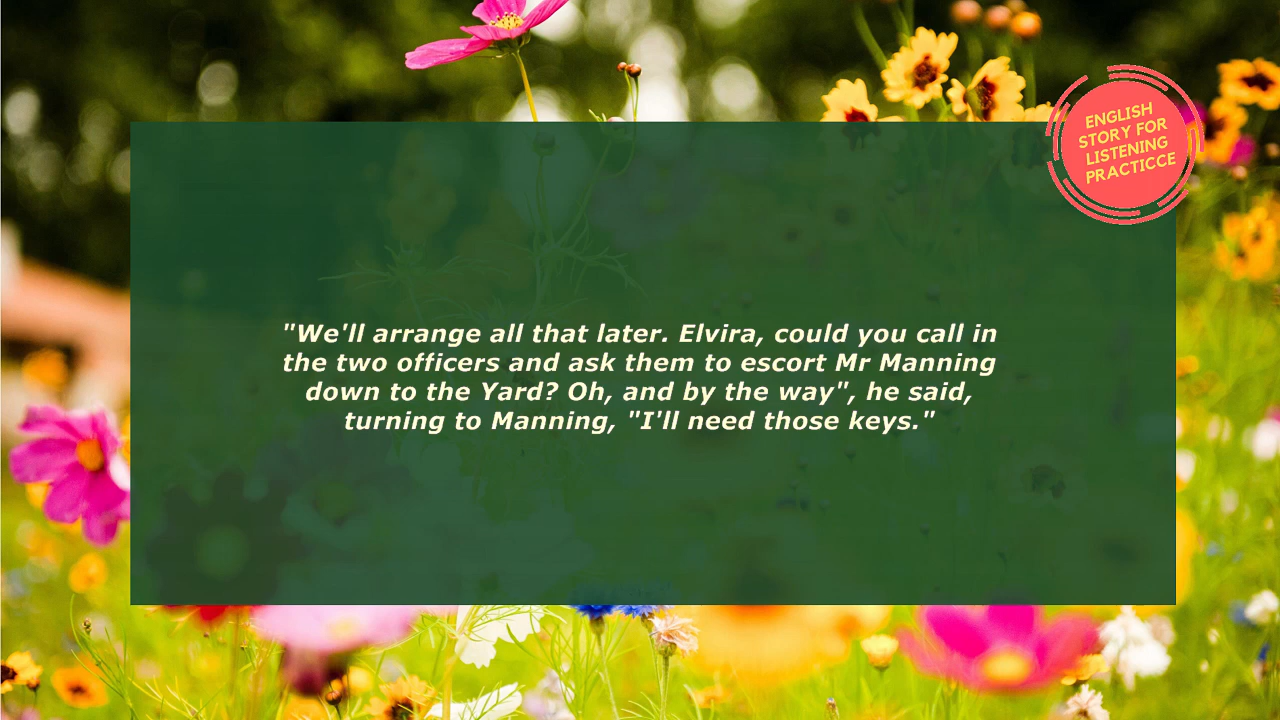 ENGLISH
STORY FOR
LISTENING
PRACTICCE
"We'll arrange all that later. Elvira, could you call in
the two officers and ask them to escort Mr Manning
down to the Yard? Oh, and by the way", he said,
turning to Manning, "I'll need those keys."